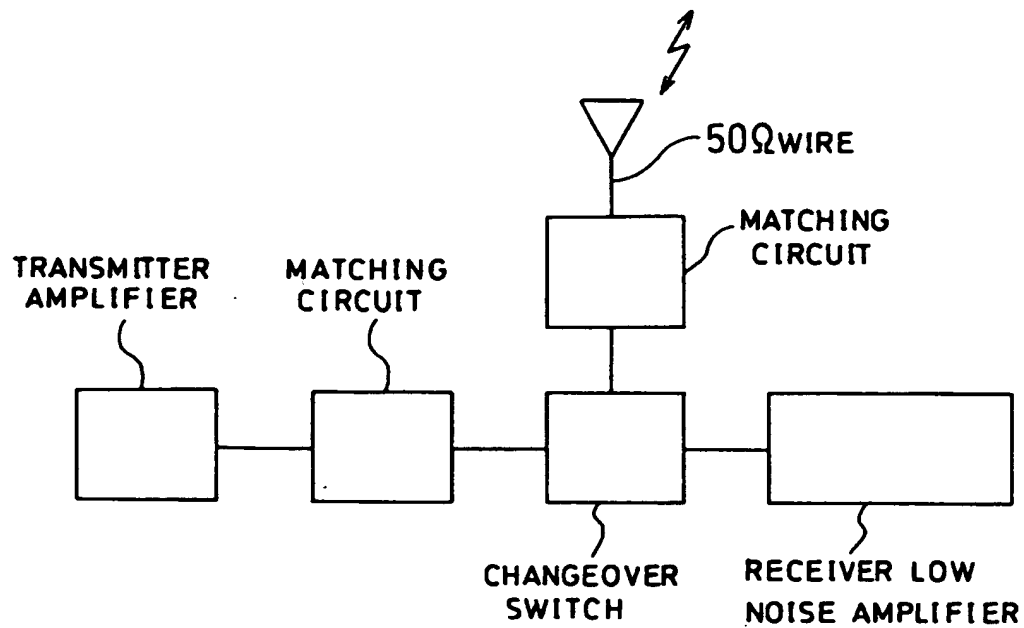 50ΩWIRE
MATCHING
CIRCUIT
TRANSMITTER
AMPLIFIER
MATCHING
CIRCUIT
CHANGEOVER
SWITCH
RECEIVER LOW
NOISE AMPLIFIER